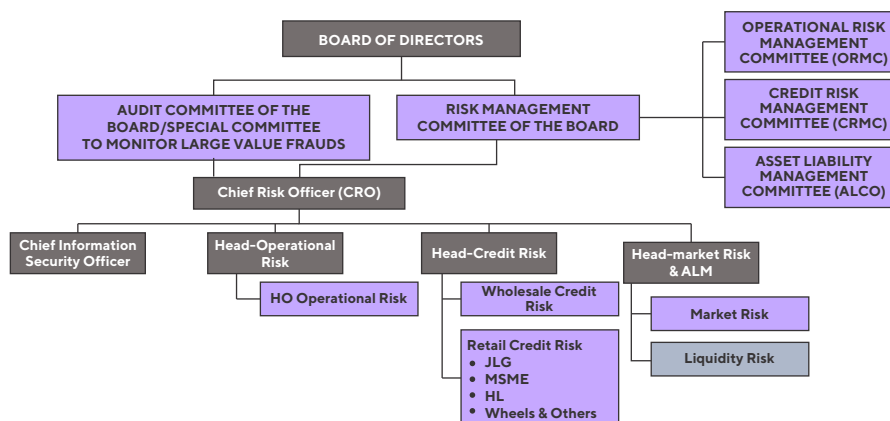 BOARD OF DIRECTORS
OPERATIONAL RISK
MANAGEMENT
COMMITTEE (ORMC)
AUDIT COMMITTEE OF THE
BOARD/SPECIAL COMMITTEE
TO MONITOR LARGE VALUE FRAUDS
RISK MANAGEMENT
COMMITTEE OF THE BOARD
CREDIT RISK
MANAGEMENT
COMMITTEE (CRMC)
ASSET LIABILITY
MANAGEMENT
COMMITTEE (ALCO)
Chief Risk Officer (CRO)
Chief Information
Security Officer
Head-Operational
Risk
Head-Credit Risk
Head-market Risk
& ALM
HO Operational Risk
Wholesale Credit
Risk
Market Risk
Retail Credit Risk
• JLG
• MSME
• HL
• Wheels & Others
Liquidity Risk